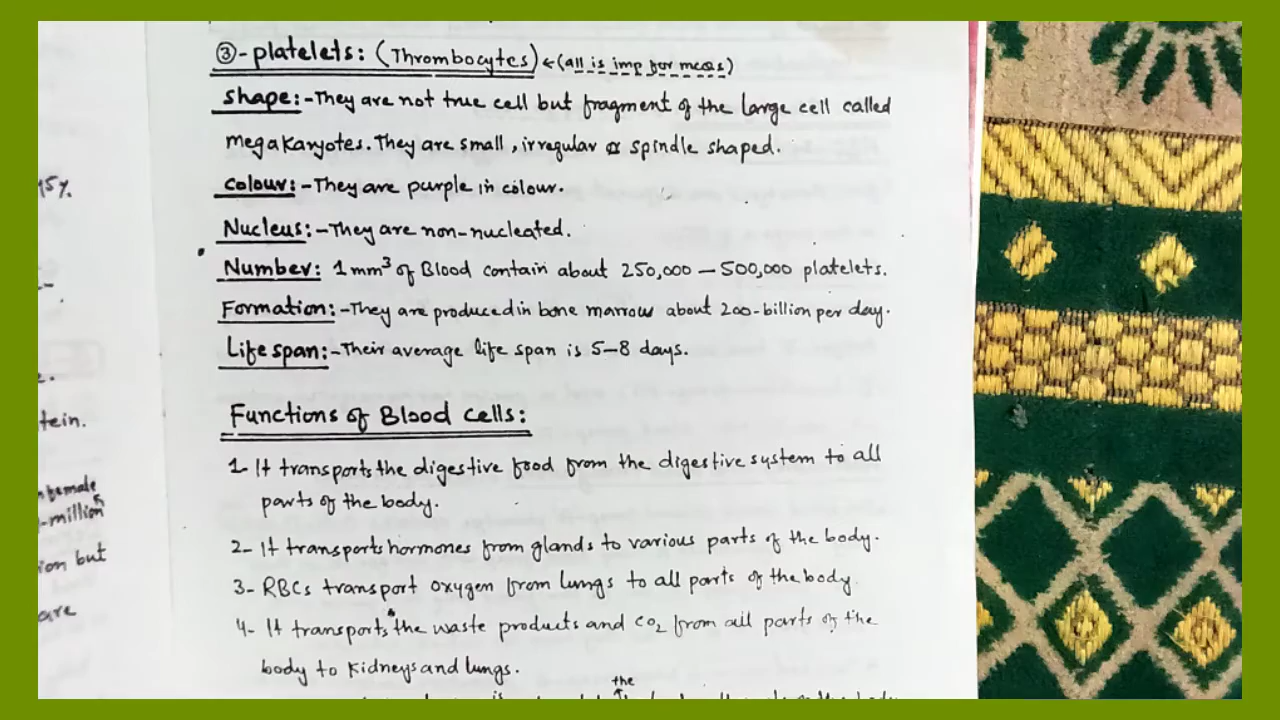 ③-platelets: (Thrombocytes) ← (all is imp for mcqs)
Shape:-They are not true cell but fragment of the large cell called
megakaryotes. They are small, irregular or spindle shaped.
Colour:-They are purple in colour.
Nucleus:-They are non-nucleated.
Number: 1mm³ of Blood contain about 250,000 – 500,000 platelets.
Formation:-They are produced in bone marrow about 200-billion per day.
Life span:-Their average life span is 5–8 days.
Functions of Blood cells:
1- It transports the digestive food from the digestive system to all
parts of the body.
2- It transports hormones from glands to various parts of the body.
3- RBCs transport oxygen from lungs to all parts of the body
4- It transports the waste products and CO₂ from all parts of the
body to kidneys and lungs.
the
5%
tein.
female
-million
ion but
are